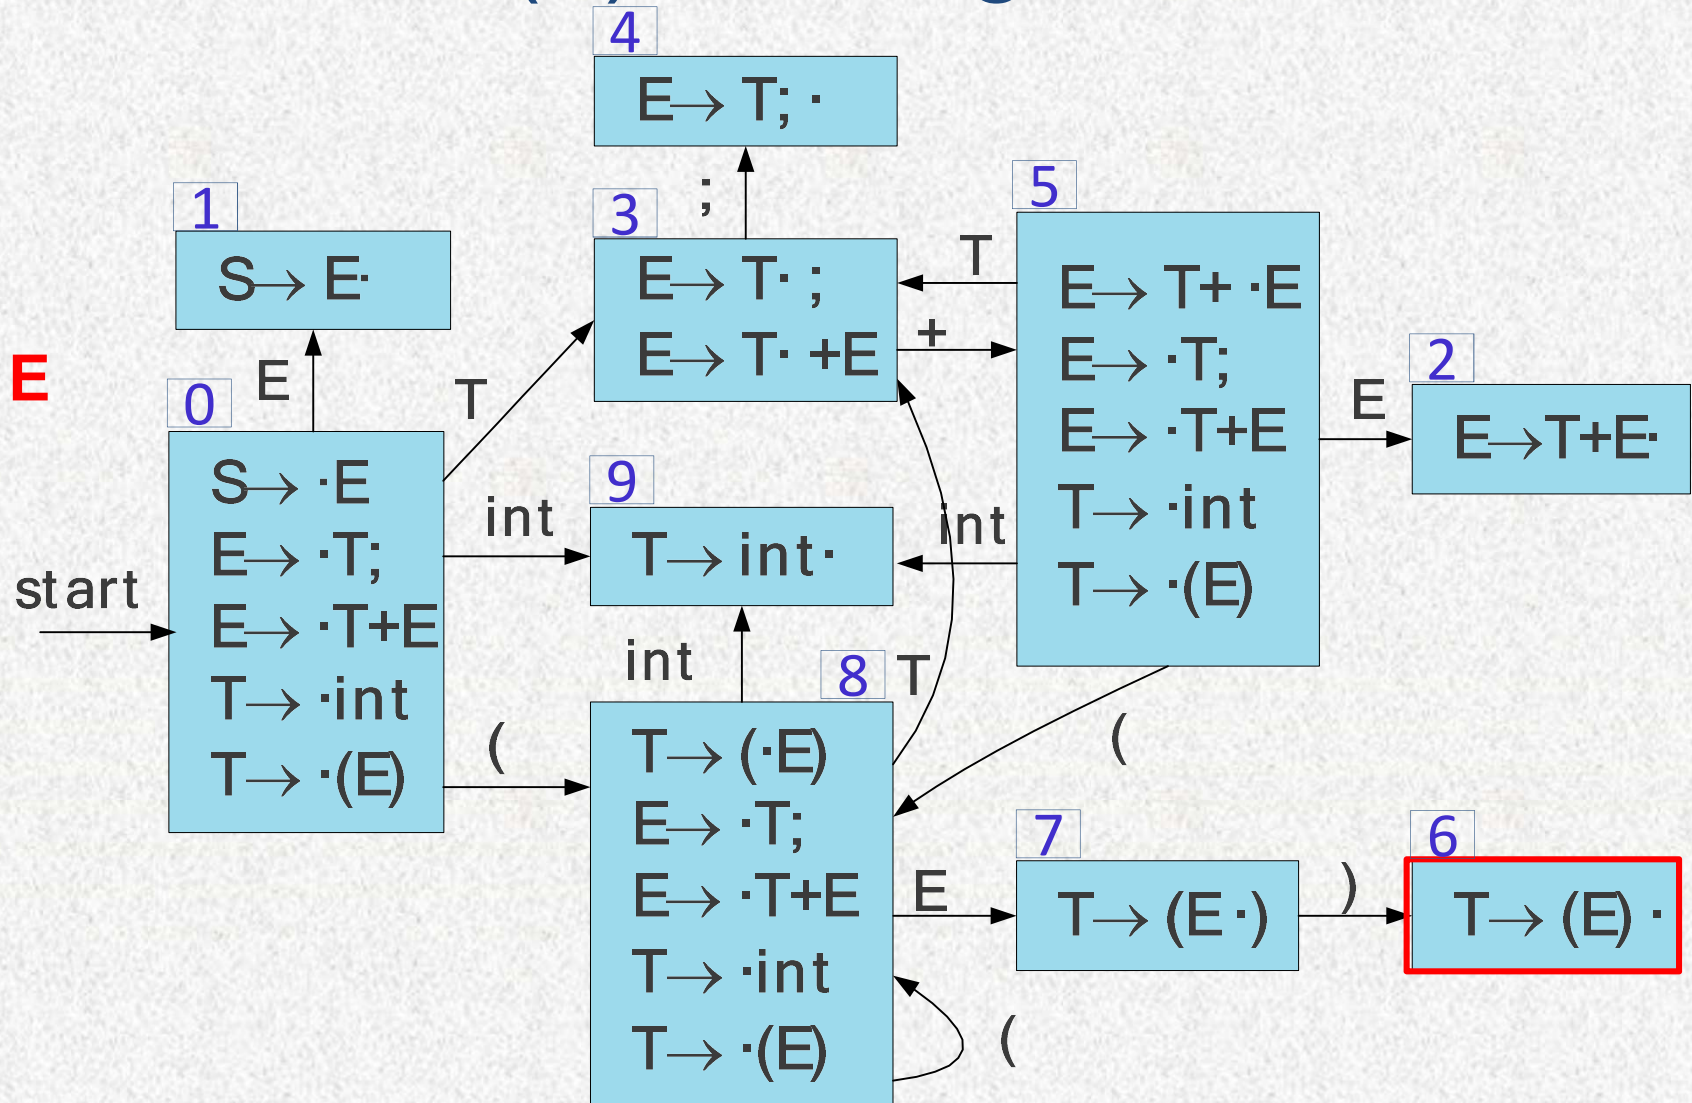 4
E→ T; ·
;
1
S→ E·
3
E→ T· ;
E→ T· +E
5
E→ T+ ·E
E→ ·T;
E→ ·T+E
T→ ·int
T→ ·(E)
T
+
2
E→T+E·
E
E
E
T
0
S→ ·E
E→ ·T;
E→ ·T+E
T→ ·int
T→ ·(E)
start
int
9
T→ int·
int
int
8
T
T→ (·E)
E→ ·T;
E→ ·T+E
T→ ·int
T→ ·(E)
(
(
E
7
T→ (E·)
)
6
T→ (E) ·
(